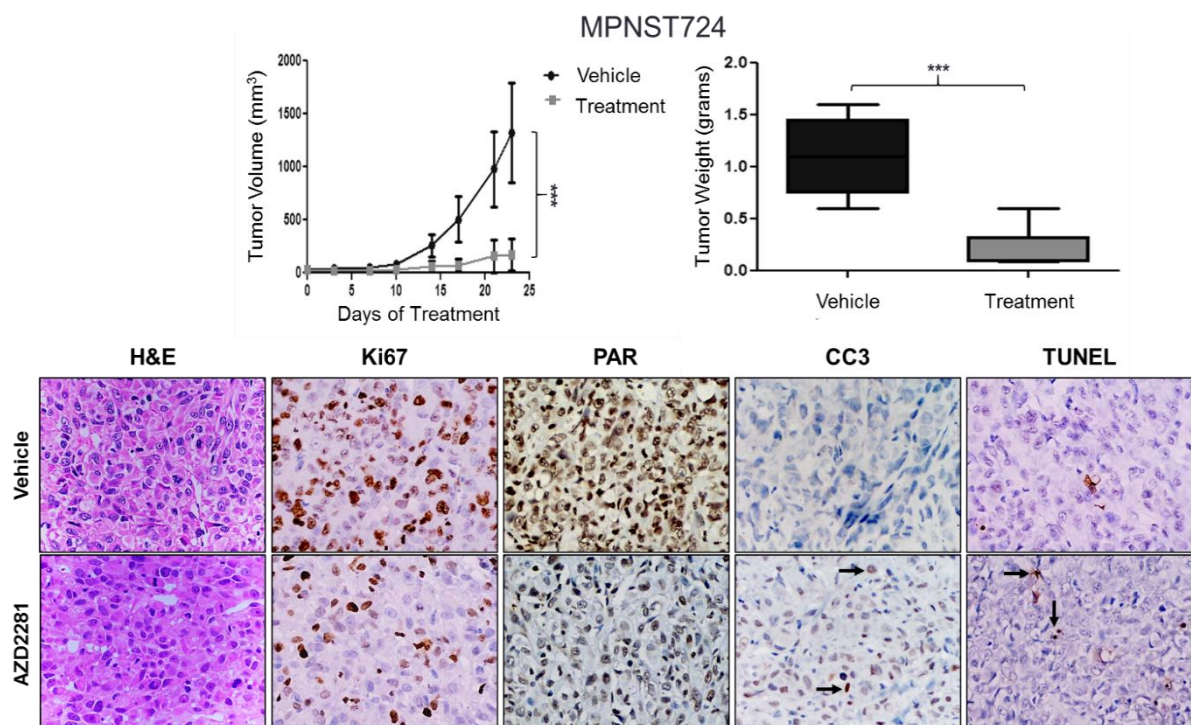 MPNST724
Tumor Volume (mm³)
2000
1500
1000
500
0
0 5 10 15 20 25
Days of Treatment
Vehicle
Treatment
***
Tumor Weight (grams)
2.0
1.5
1.0
0.5
0.0
***
Vehicle Treatment
H&E Ki67 PAR CC3 TUNEL
Vehicle
AZD2281